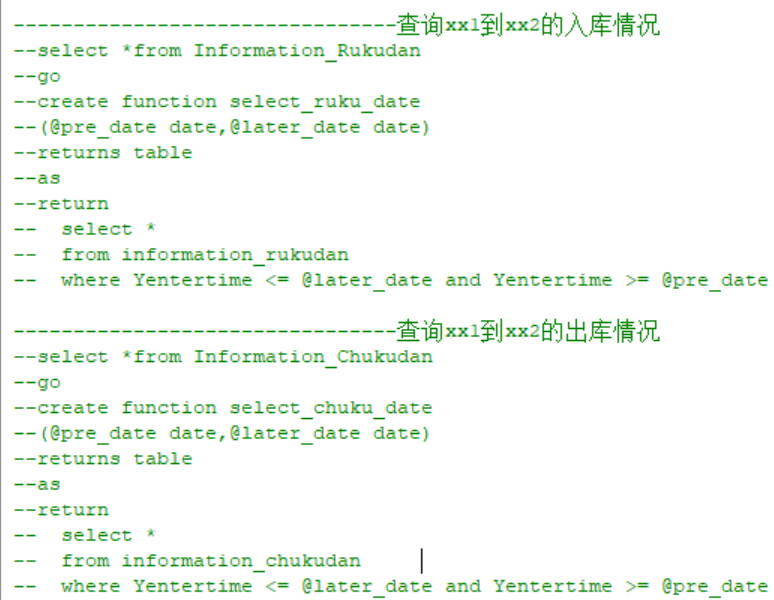 --------------------------------查询xx1到xx2的入库情况
--select *from Information_Rukudan
--go
--create function select_ruku_date
--(@pre_date date,@later_date date)
--returns table
--as
--return
--  select *
--  from information_rukudan
--  where Yentertime <= @later_date and Yentertime >= @pre_date
--------------------------------查询xx1到xx2的出库情况
--select *from Information_Chukudan
--go
--create function select_chuku_date
--(@pre_date date,@later_date date)
--returns table
--as
--return
--  select *
--  from information_chukudan
--  where Yentertime <= @later_date and Yentertime >= @pre_date